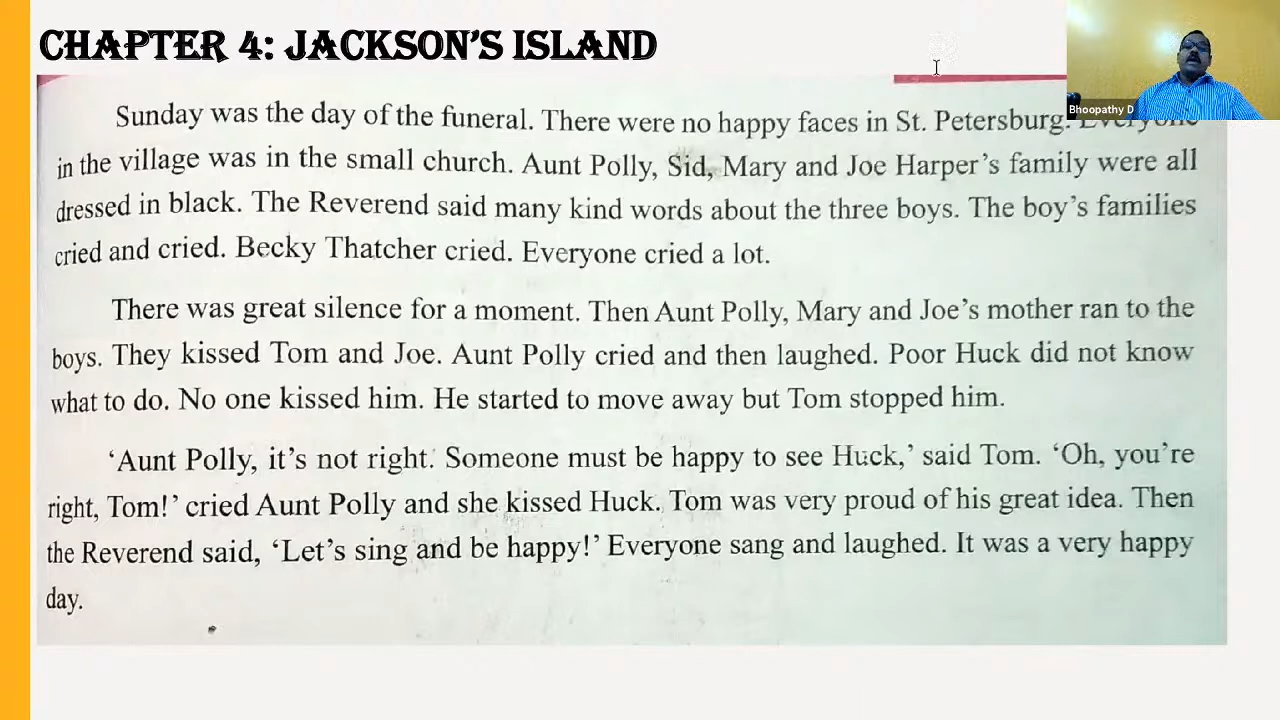 CHAPTER 4: JACKSON'S ISLAND
Bhoopathy D
Sunday was the day of the funeral. There were no happy faces in St. Petersburg. Everyone
in the village was in the small church. Aunt Polly, Sid, Mary and Joe Harper's family were all
dressed in black. The Reverend said many kind words about the three boys. The boy's families
cried and cried. Becky Thatcher cried. Everyone cried a lot.
There was great silence for a moment. Then Aunt Polly, Mary and Joe's mother ran to the
boys. They kissed Tom and Joe. Aunt Polly cried and then laughed. Poor Huck did not know
what to do. No one kissed him. He started to move away but Tom stopped him.
'Aunt Polly, it's not right. Someone must be happy to see Huck,' said Tom. 'Oh, you're
right, Tom!' cried Aunt Polly and she kissed Huck. Tom was very proud of his great idea. Then
the Reverend said, 'Let's sing and be happy!' Everyone sang and laughed. It was a very happy
day.